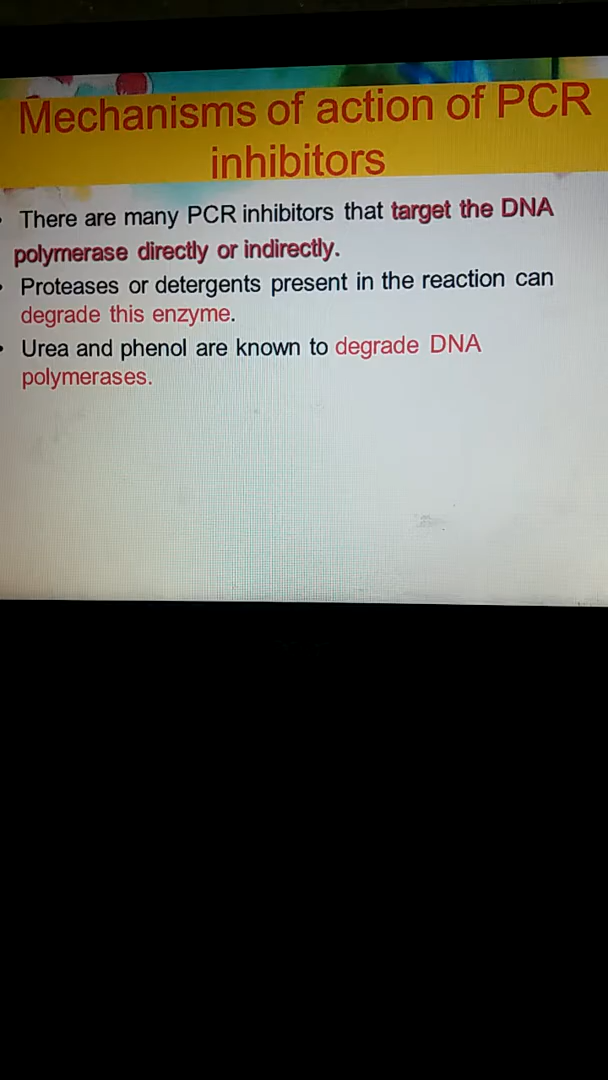 Mechanisms of action of PCR
inhibitors
• There are many PCR inhibitors that target the DNA
polymerase directly or indirectly.
• Proteases or detergents present in the reaction can
degrade this enzyme.
• Urea and phenol are known to degrade DNA
polymerases.